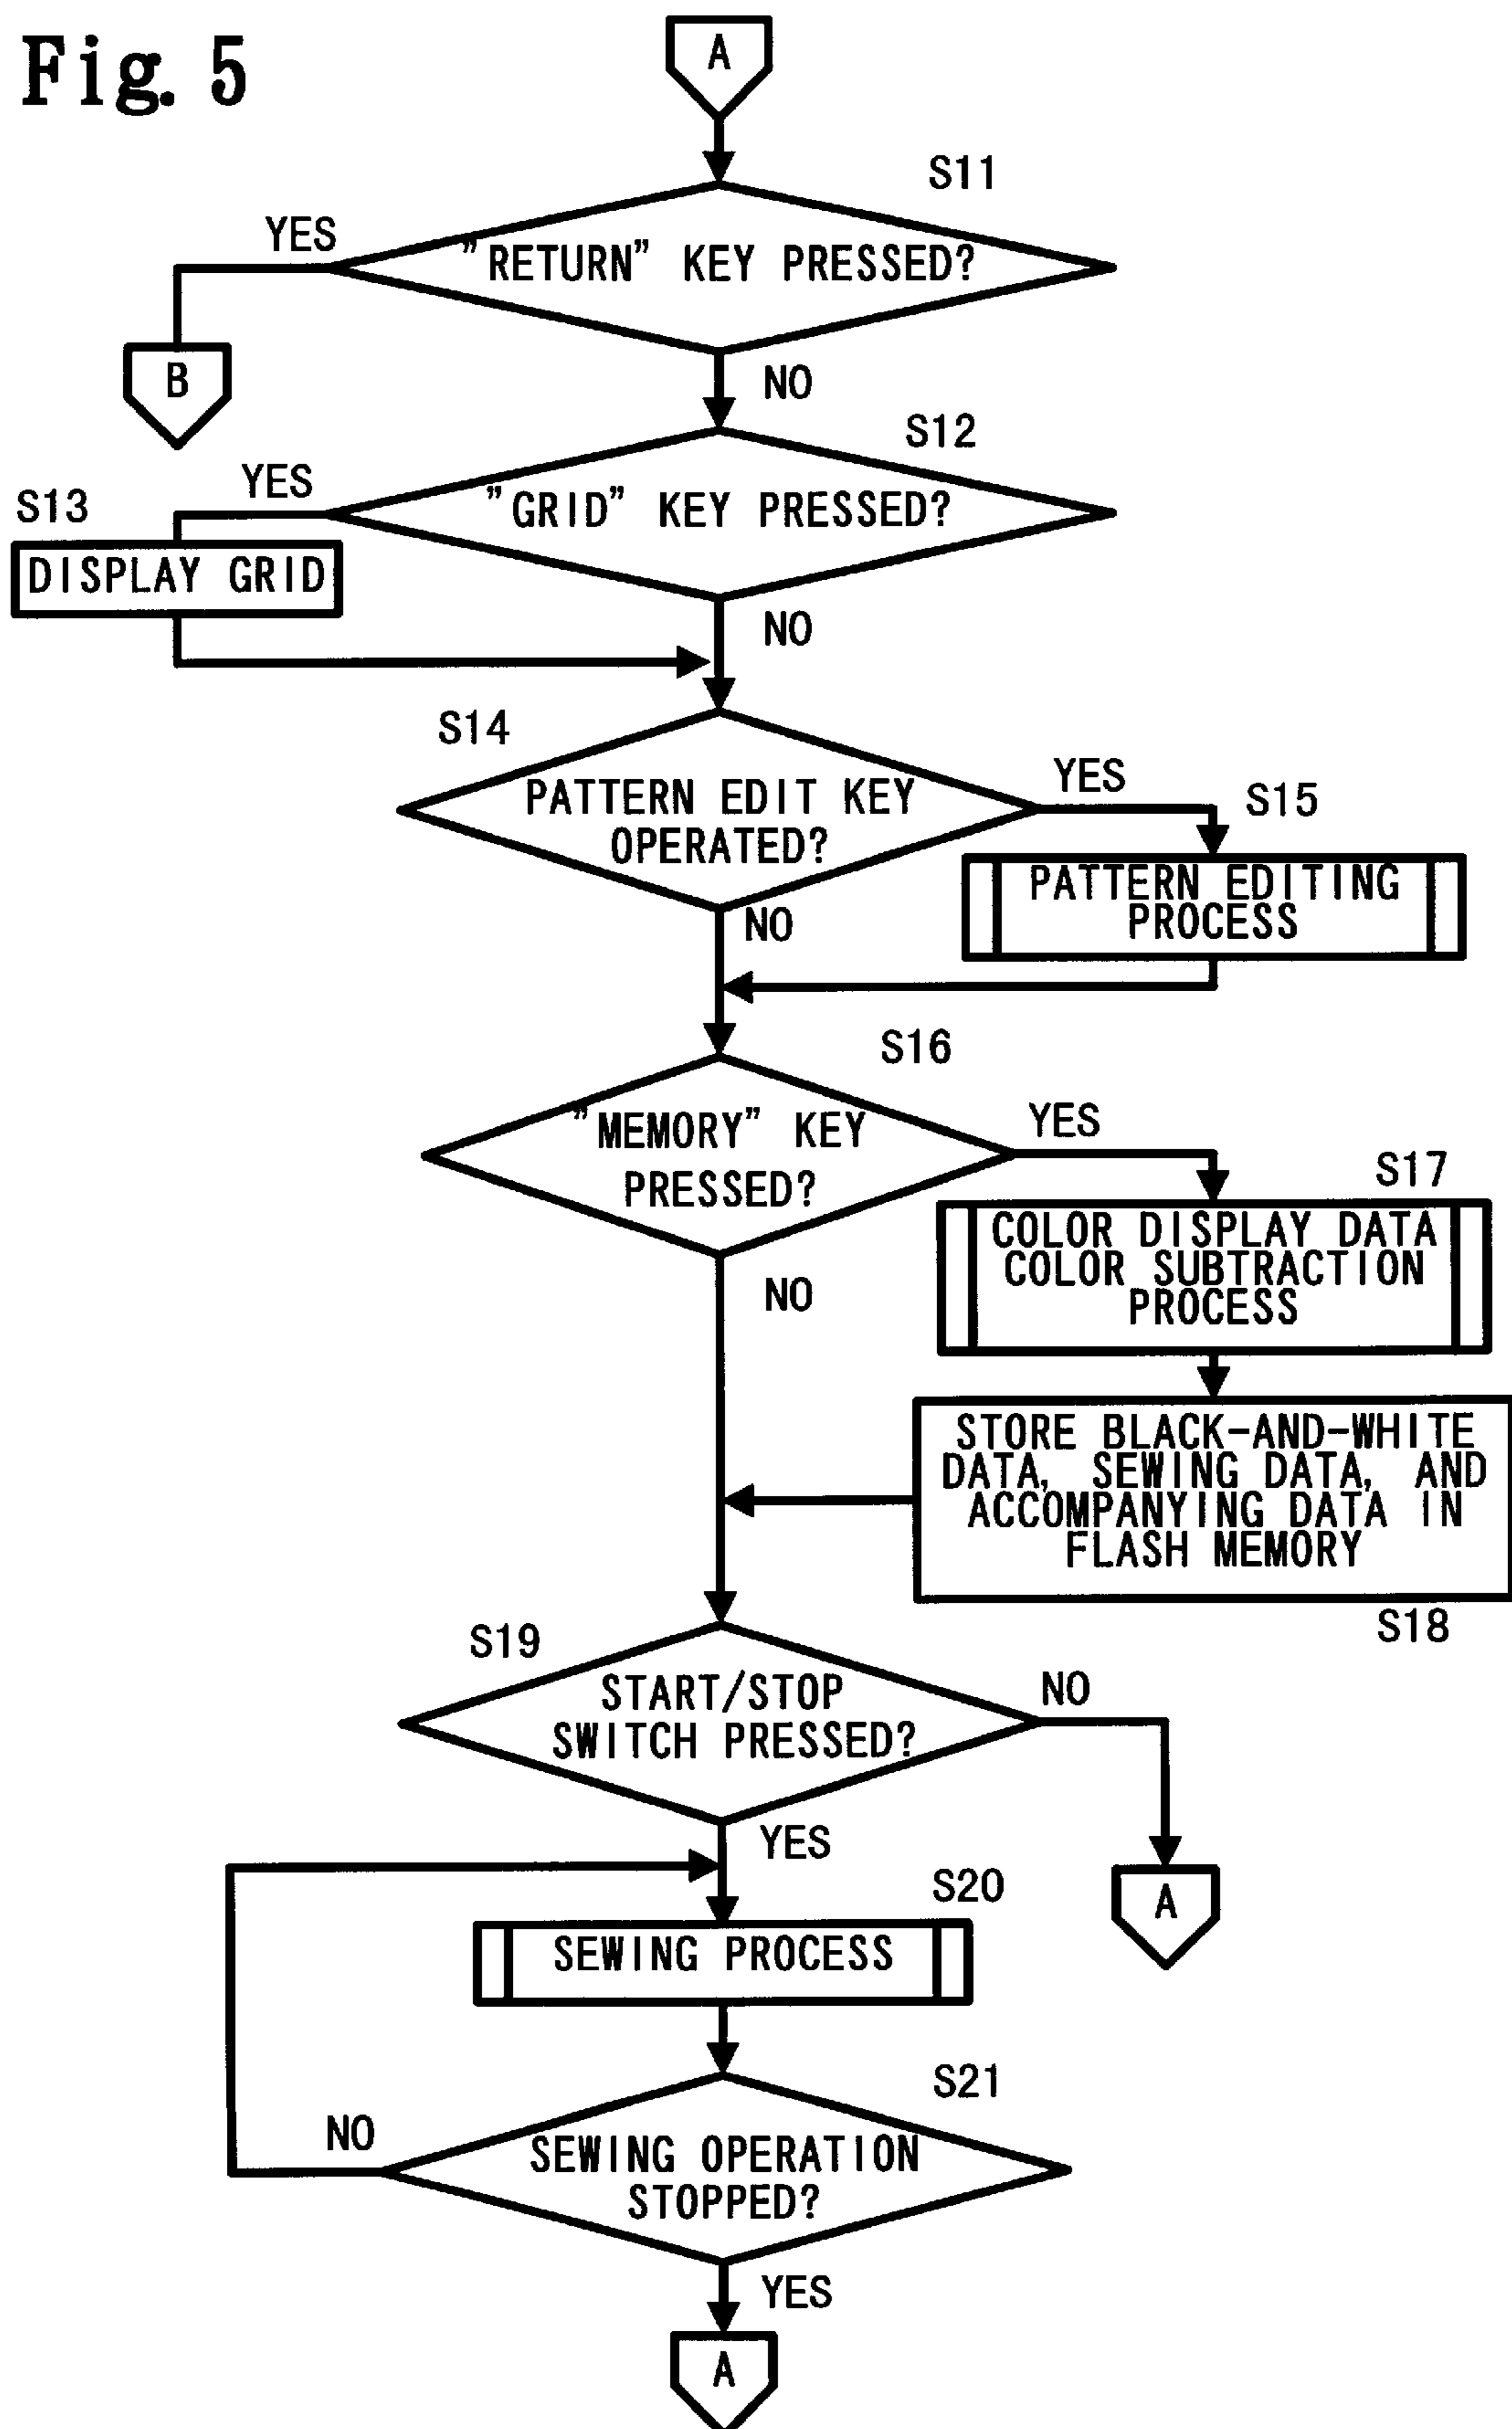 Fig. 5
A
S11
YES
"RETURN" KEY PRESSED?
B
NO
S12
YES
"GRID" KEY PRESSED?
S13
DISPLAY GRID
NO
S14
PATTERN EDIT KEY
OPERATED?
YES
S15
PATTERN EDITING
PROCESS
NO
S16
"MEMORY" KEY
PRESSED?
YES
S17
COLOR DISPLAY DATA
COLOR SUBTRACTION
PROCESS
NO
STORE BLACK-AND-WHITE
DATA, SEWING DATA, AND
ACCOMPANYING DATA IN
FLASH MEMORY
S18
S19
START/STOP
SWITCH PRESSED?
NO
A
YES
S20
SEWING PROCESS
S21
NO
SEWING OPERATION
STOPPED?
YES
A